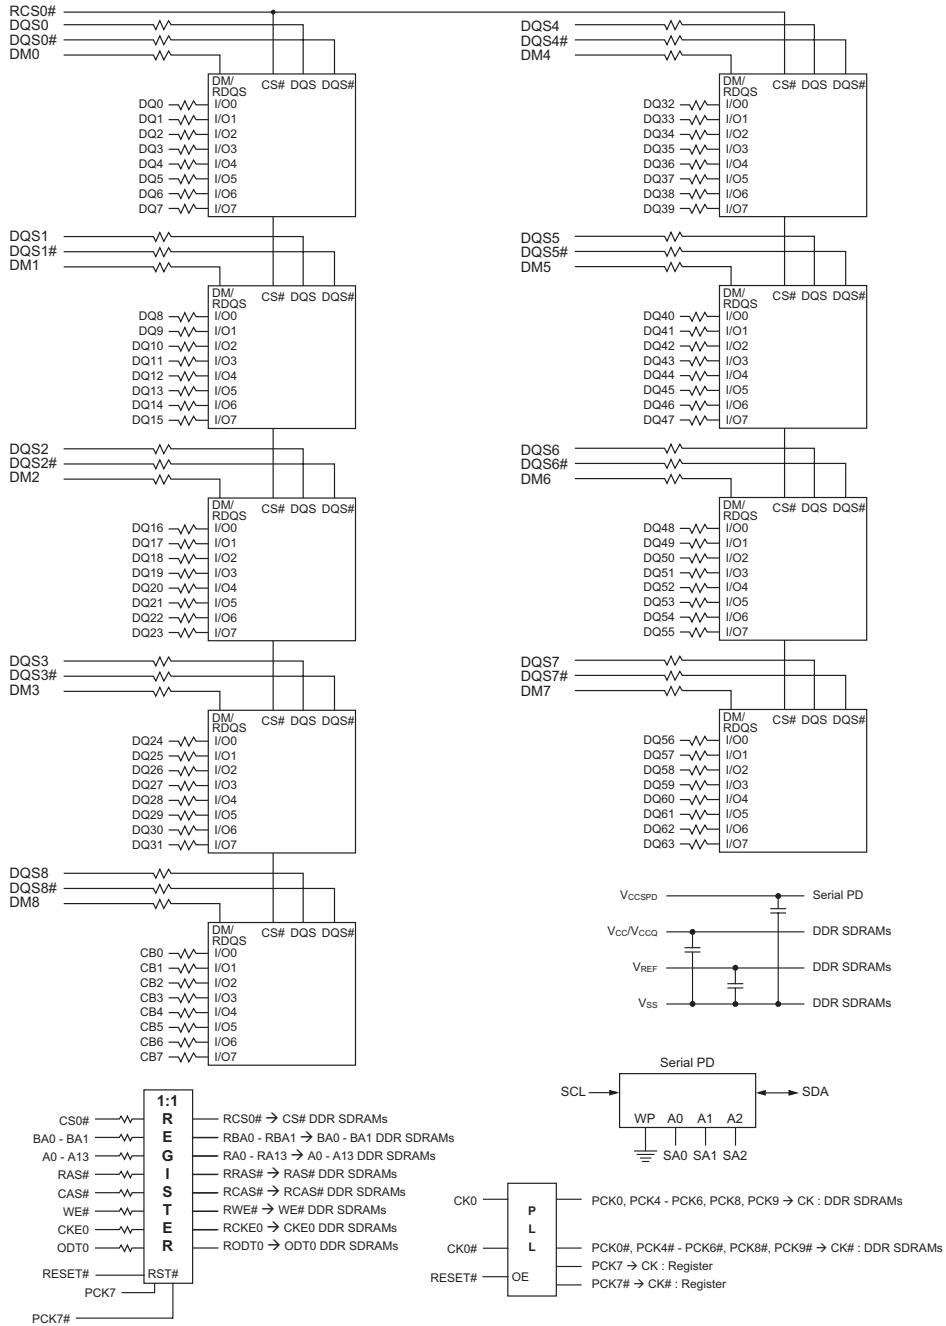 RCS0#
DQS0
DQS0#
DM0
DM/
RDQS
CS# DQS DQS#
DQ0 I/O0
DQ1 I/O1
DQ2 I/O2
DQ3 I/O3
DQ4 I/O4
DQ5 I/O5
DQ6 I/O6
DQ7 I/O7
DQS1
DQS1#
DM1
DM/
RDQS
CS# DQS DQS#
DQ8 I/O0
DQ9 I/O1
DQ10 I/O2
DQ11 I/O3
DQ12 I/O4
DQ13 I/O5
DQ14 I/O6
DQ15 I/O7
DQS2
DQS2#
DM2
DM/
RDQS
CS# DQS DQS#
DQ16 I/O0
DQ17 I/O1
DQ18 I/O2
DQ19 I/O3
DQ20 I/O4
DQ21 I/O5
DQ22 I/O6
DQ23 I/O7
DQS3
DQS3#
DM3
DM/
RDQS
CS# DQS DQS#
DQ24 I/O0
DQ25 I/O1
DQ26 I/O2
DQ27 I/O3
DQ28 I/O4
DQ29 I/O5
DQ30 I/O6
DQ31 I/O7
DQS8
DQS8#
DM8
DM/
RDQS
CS# DQS DQS#
CB0 I/O0
CB1 I/O1
CB2 I/O2
CB3 I/O3
CB4 I/O4
CB5 I/O5
CB6 I/O6
CB7 I/O7
DQS4
DQS4#
DM4
DM/
RDQS
CS# DQS DQS#
DQ32 I/O0
DQ33 I/O1
DQ34 I/O2
DQ35 I/O3
DQ36 I/O4
DQ37 I/O5
DQ38 I/O6
DQ39 I/O7
DQS5
DQS5#
DM5
DM/
RDQS
CS# DQS DQS#
DQ40 I/O0
DQ41 I/O1
DQ42 I/O2
DQ43 I/O3
DQ44 I/O4
DQ45 I/O5
DQ46 I/O6
DQ47 I/O7
DQS6
DQS6#
DM6
DM/
RDQS
CS# DQS DQS#
DQ48 I/O0
DQ49 I/O1
DQ50 I/O2
DQ51 I/O3
DQ52 I/O4
DQ53 I/O5
DQ54 I/O6
DQ55 I/O7
DQS7
DQS7#
DM7
DM/
RDQS
CS# DQS DQS#
DQ56 I/O0
DQ57 I/O1
DQ58 I/O2
DQ59 I/O3
DQ60 I/O4
DQ61 I/O5
DQ62 I/O6
DQ63 I/O7
VCCSPD Serial PD
VCC/VCCQ DDR SDRAMs
VREF DDR SDRAMs
VSS DDR SDRAMs
Serial PD
SCL SDA
WP A0 A1 A2
SA0 SA1 SA2
1:1
REGISTER
CS0# RCS0# → CS# DDR SDRAMs
BA0 - BA1 RBA0 - RBA1 → BA0 - BA1 DDR SDRAMs
A0 - A13 RA0 - RA13 → A0 - A13 DDR SDRAMs
RAS# RRAS# → RAS# DDR SDRAMs
CAS# RCAS# → RCAS# DDR SDRAMs
WE# RWE# → WE# DDR SDRAMs
CKE0 RCKE0 → CKE0 DDR SDRAMs
ODT0 RODT0 → ODT0 DDR SDRAMs
RESET# RST#
PCK7
PCK7#
PLL
CK0 PCK0, PCK4 - PCK6, PCK8, PCK9 → CK : DDR SDRAMs
CK0# PCK0#, PCK4# - PCK6#, PCK8#, PCK9# → CK# : DDR SDRAMs
PCK7 → CK : Register
RESET# OE
PCK7# → CK# : Register